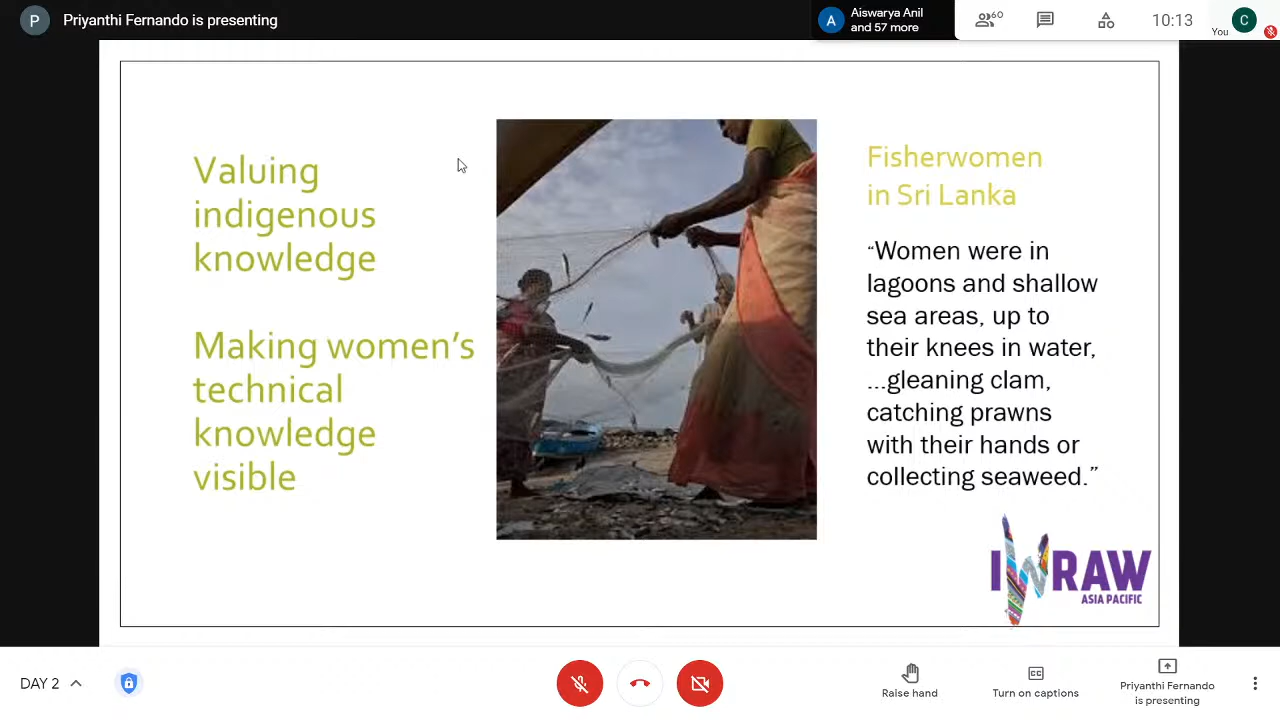 P
Priyanthi Fernando is presenting
A
Aiswarya Anil
and 57 more
60
10:13
You
C
Valuing
indigenous
knowledge
Making women's
technical
knowledge
visible
Fisherwomen
in Sri Lanka
“Women were in
lagoons and shallow
sea areas, up to
their knees in water,
...gleaning clam,
catching prawns
with their hands or
collecting seaweed.”
IWRAW
ASIA PACIFIC
DAY 2
Raise hand
CC
Turn on captions
Priyanthi Fernando
is presenting